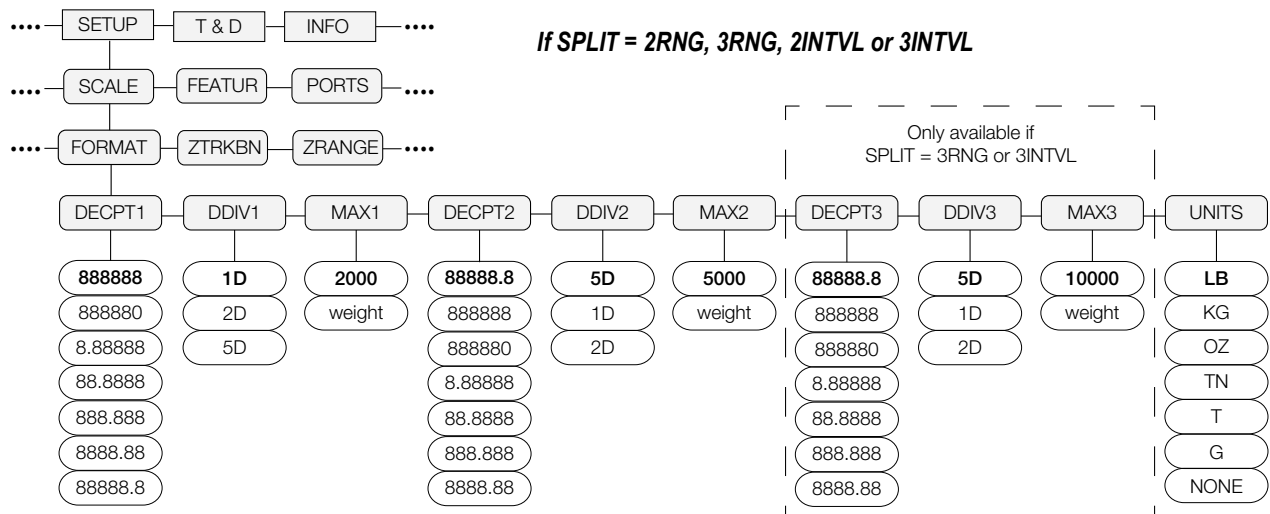 •••• SETUP T & D INFO ••••
If SPLIT = 2RNG, 3RNG, 2INTVL or 3INTVL
•••• SCALE FEATUR PORTS ••••
Only available if
SPLIT = 3RNG or 3INTVL
•••• FORMAT ZTRKBN ZRANGE ••••
DECPT1 DDIV1 MAX1 DECPT2 DDIV2 MAX2 DECPT3 DDIV3 MAX3 UNITS
888888 1D 2000 88888.8 5D 5000 88888.8 5D 10000 LB
888880 2D weight 888888 1D weight 888888 1D weight KG
8.88888 5D 888880 2D 888880 2D OZ
88.8888 8.88888 8.88888 TN
888.888 88.8888 88.8888 T
8888.88 888.888 888.888 G
88888.8 8888.88 8888.88 NONE